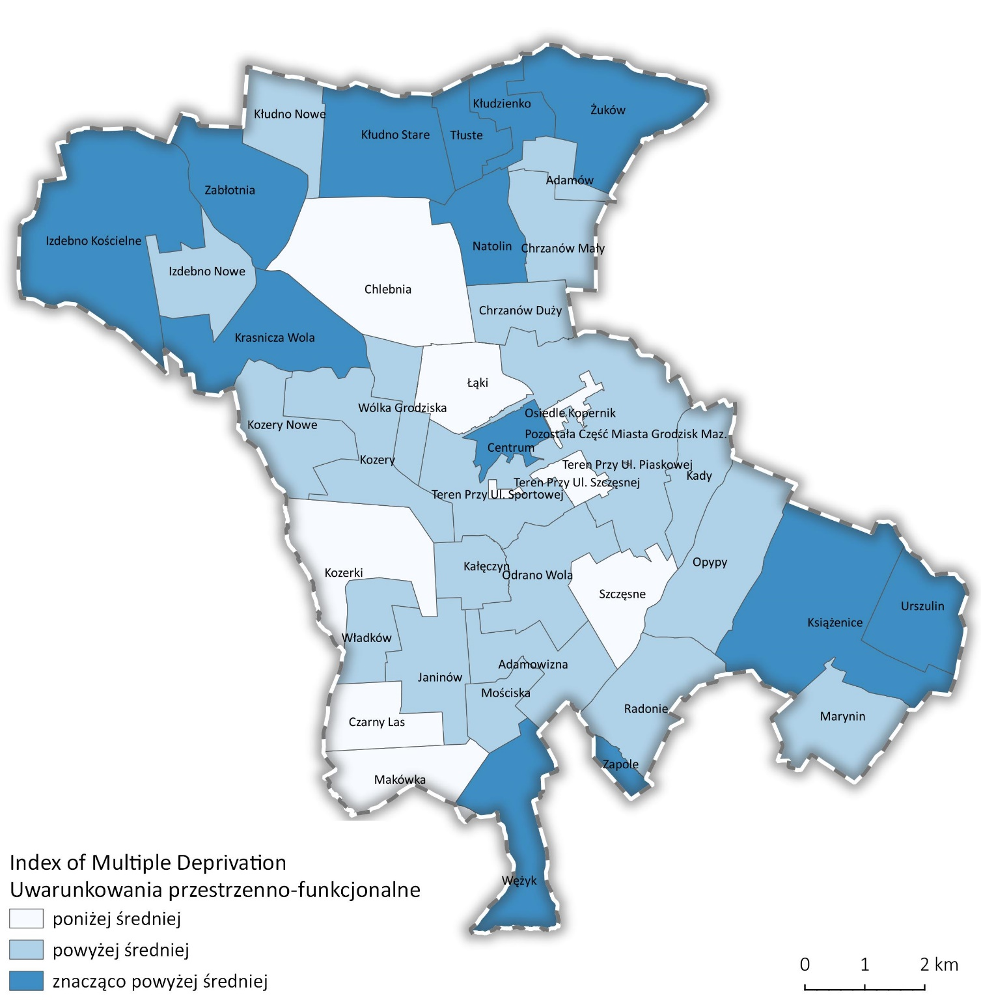 Kłudno Nowe
Kłudno Stare
Tłuste
Kłudzienko
Żuków
Zabłotnia
Adamów
Izdebno Kościelne
Natolin
Chrzanów Mały
Izdebno Nowe
Chlebnia
Chrzanów Duży
Krasnicza Wola
Łąki
Wólka Grodziska
Osiedle Kopernik
Kozery Nowe
Pozostała Część Miasta Grodzisk Maz.
Centrum
Kozery
Teren Przy Ul. Piaskowej
Kady
Teren Przy Ul. Szczęsnej
Teren Przy Ul. Sportowej
Opypy
Kałęczyn
Kozerki
Odrano Wola
Szczęsne
Urszulin
Książenice
Władków
Adamowizna
Janinów
Mościska
Radonie
Marynin
Czarny Las
Zapole
Makówka
Wężyk
Index of Multiple Deprivation
Uwarunkowania przestrzenno-funkcjonalne
poniżej średniej
powyżej średniej
znacząco powyżej średniej
0 1 2 km